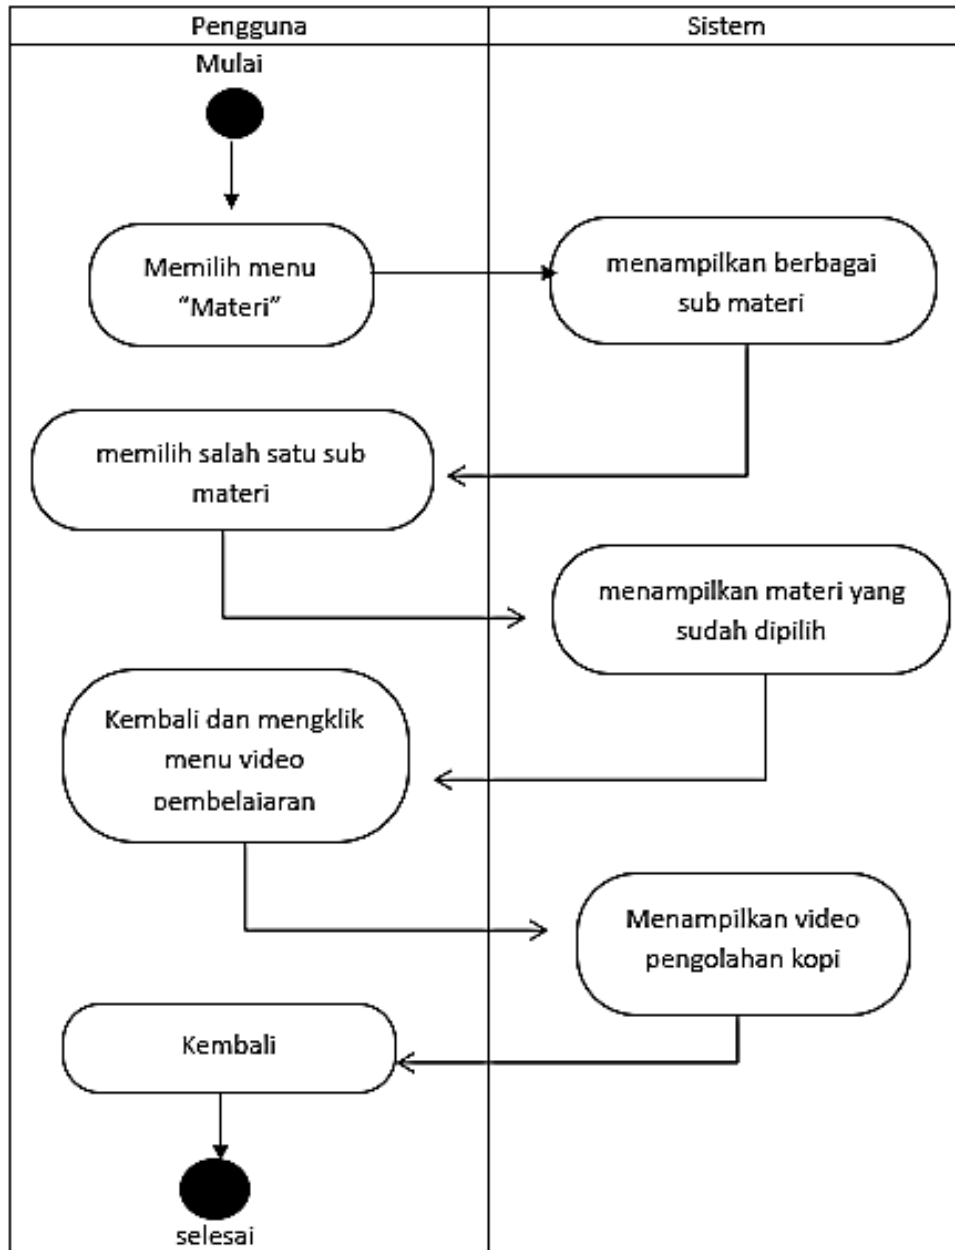 Pengguna
Sistem
Mulai
Memilih menu
“Materi”
menampilkan berbagai
sub materi
memilih salah satu sub
materi
menampilkan materi yang
sudah dipilih
Kembali dan mengklik
menu video
pembelajaran
Menampilkan video
pengolahan kopi
Kembali
selesai